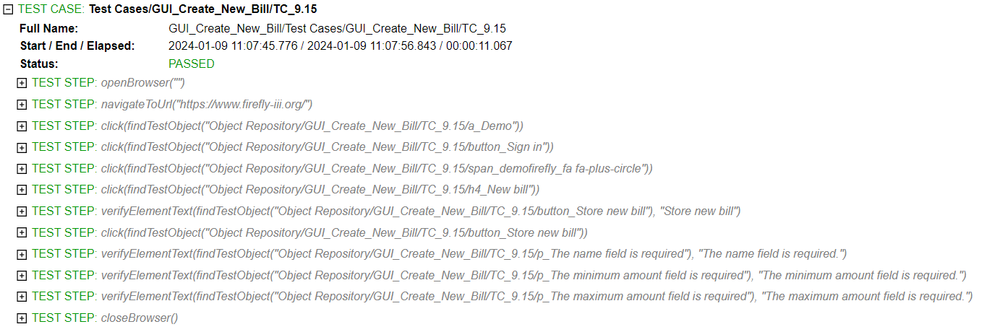 TEST CASE: Test Cases/GUI_Create_New_Bill/TC_9.15
Full Name: GUI_Create_New_Bill/Test Cases/GUI_Create_New_Bill/TC_9.15
Start / End / Elapsed: 2024-01-09 11:07:45.776 / 2024-01-09 11:07:56.843 / 00:00:11.067
Status: PASSED
TEST STEP: openBrowser("")
TEST STEP: navigateToUrl("https://www.firefly-iii.org/")
TEST STEP: click(findTestObject("Object Repository/GUI_Create_New_Bill/TC_9.15/a_Demo"))
TEST STEP: click(findTestObject("Object Repository/GUI_Create_New_Bill/TC_9.15/button_Sign in"))
TEST STEP: click(findTestObject("Object Repository/GUI_Create_New_Bill/TC_9.15/span_demofirefly_fa fa-plus-circle"))
TEST STEP: click(findTestObject("Object Repository/GUI_Create_New_Bill/TC_9.15/h4_New bill"))
TEST STEP: verifyElementText(findTestObject("Object Repository/GUI_Create_New_Bill/TC_9.15/button_Store new bill"), "Store new bill")
TEST STEP: click(findTestObject("Object Repository/GUI_Create_New_Bill/TC_9.15/button_Store new bill"))
TEST STEP: verifyElementText(findTestObject("Object Repository/GUI_Create_New_Bill/TC_9.15/p_The name field is required"), "The name field is required.")
TEST STEP: verifyElementText(findTestObject("Object Repository/GUI_Create_New_Bill/TC_9.15/p_The minimum amount field is required"), "The minimum amount field is required.")
TEST STEP: verifyElementText(findTestObject("Object Repository/GUI_Create_New_Bill/TC_9.15/p_The maximum amount field is required"), "The maximum amount field is required.")
TEST STEP: closeBrowser()